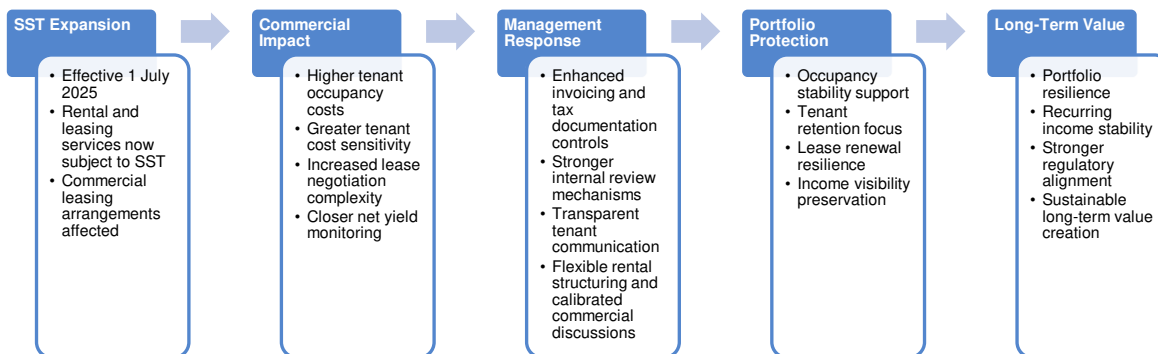 SST Expansion
• Effective 1 July
2025
• Rental and
leasing
services now
subject to SST
• Commercial
leasing
arrangements
affected
Commercial
Impact
• Higher tenant
occupancy
costs
• Greater tenant
cost sensitivity
• Increased lease
negotiation
complexity
• Closer net yield
monitoring
Management
Response
• Enhanced
invoicing and
tax
documentation
controls
• Stronger
internal review
mechanisms
• Transparent
tenant
communication
• Flexible rental
structuring and
calibrated
commercial
discussions
Portfolio
Protection
• Occupancy
stability support
• Tenant
retention focus
• Lease renewal
resilience
• Income visibility
preservation
Long-Term Value
• Portfolio
resilience
• Recurring
income stability
• Stronger
regulatory
alignment
• Sustainable
long-term value
creation